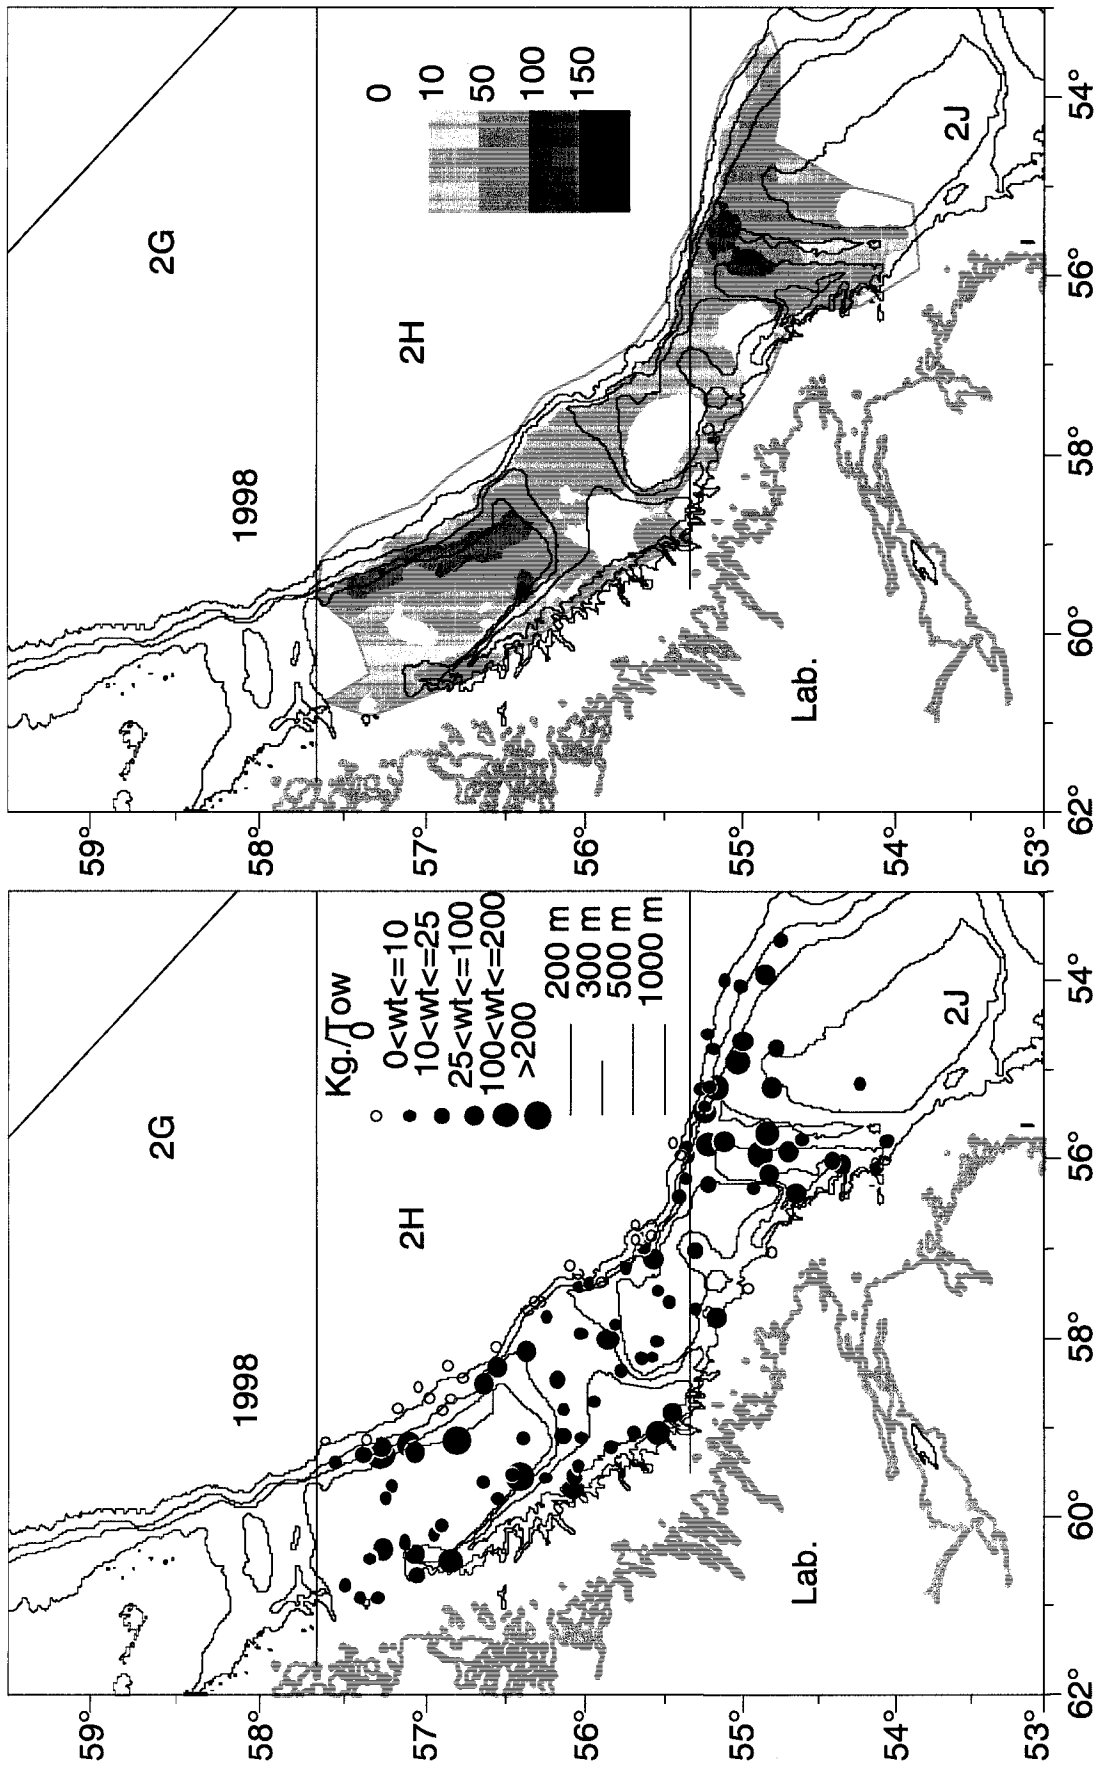 1998
2G
2H
2J
Lab.
Kg./Tow
0
0<wt<=10
10<wt<=25
25<wt<=100
100<wt<=200
>200
200 m
300 m
500 m
1000 m
59°
58°
57°
56°
55°
54°
53°
62°
60°
58°
56°
54°
1998
2G
2H
2J
Lab.
0
10
50
100
150
59°
58°
57°
56°
55°
54°
53°
62°
60°
58°
56°
54°